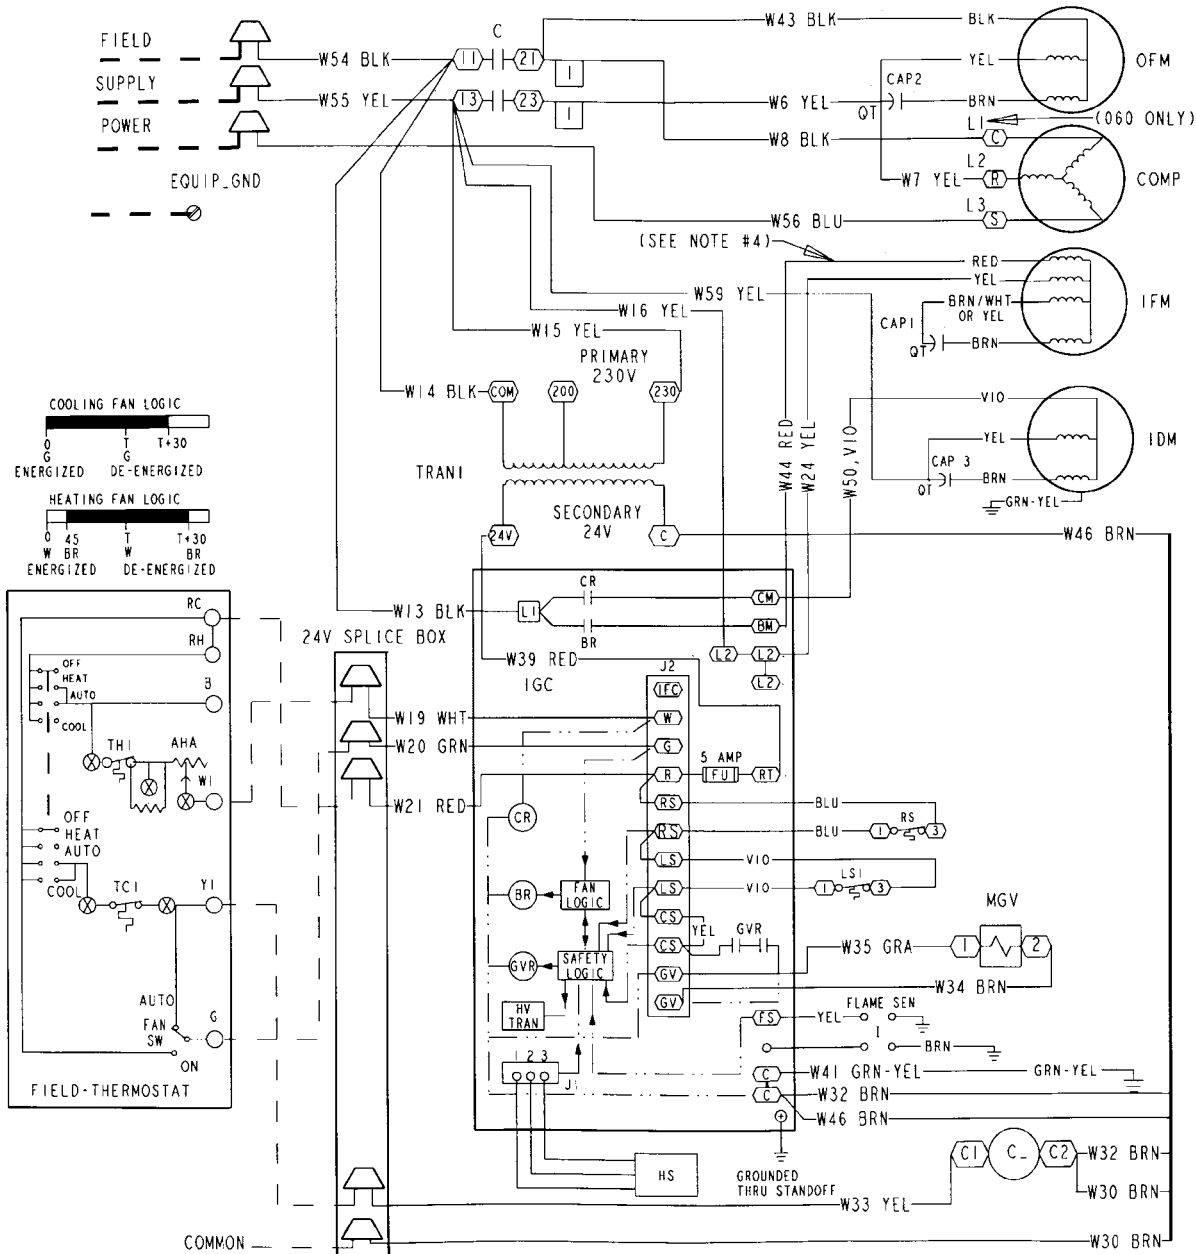 FIELD
SUPPLY
POWER
EQUIP_GND
W54 BLK
W55 YEL
C
11
21
13
23
1
1
W43 BLK
BLK
YEL
CAP2
QT
BRN
OFM
W6 YEL
L1
(060 ONLY)
W8 BLK
C
L2
W7 YEL
R
COMP
L3
W56 BLU
S
(SEE NOTE #4)
RED
YEL
BRN/WHT
OR YEL
CAP1
QT
BRN
IFM
W59 YEL
W16 YEL
W15 YEL
PRIMARY
230V
W14 BLK
COM
200
230
TRAN1
SECONDARY
24V
24V
C
W44 RED
W24 YEL
W50,VIO
VIO
YEL
CAP 3
QT
BRN
GRN-YEL
IDM
W46 BRN
COOLING FAN LOGIC
0
T
T+30
G
G
ENERGIZED
DE-ENERGIZED
HEATING FAN LOGIC
0
45
T
T+30
W
BR
W
BR
ENERGIZED
DE-ENERGIZED
RC
RH
OFF
HEAT
AUTO
COOL
B
TH1
AHA
W1
OFF
HEAT
AUTO
COOL
TC1
Y1
AUTO
FAN
SW
G
ON
FIELD-THERMOSTAT
24V SPLICE BOX
W13 BLK
L1
CR
CM
BR
BM
W39 RED
IGC
L2
L2
L2
J2
IFC
W19 WHT
W
W20 GRN
G
W21 RED
R
5 AMP
FU
RT
RS
BLU
RS
BLU
1
RS
3
LS
VIO
LS
VIO
1
LS1
3
CS
YEL
CS
GVR
GV
GV
CR
BR
FAN
LOGIC
GVR
SAFETY
LOGIC
HV
TRAN
1 2 3
J1
MGV
W35 GRA
1
2
W34 BRN
FLAME SEN
FS
YEL
I
BRN
C
W41 GRN-YEL
GRN-YEL
C
W32 BRN
W46 BRN
HS
GROUNDED
THRU STANDOFF
C1
C_
C2
W32 BRN
W30 BRN
W33 YEL
COMMON
W30 BRN